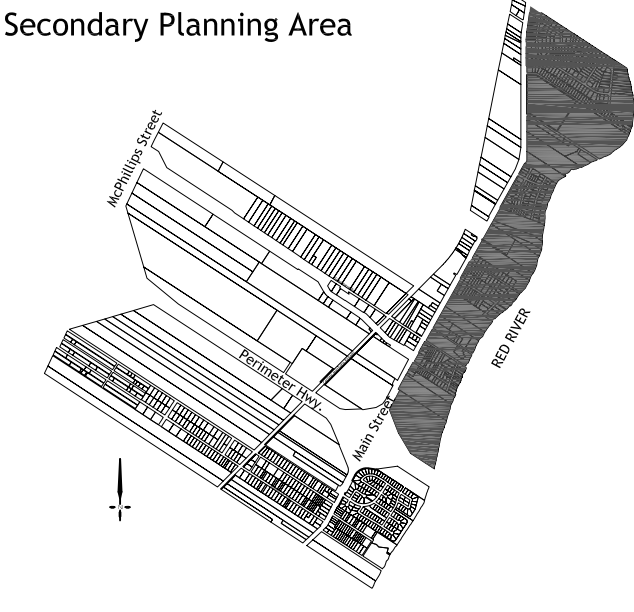 Secondary Planning Area
McPhillips Street
RED RIVER
Perimeter Hwy.
Main Street